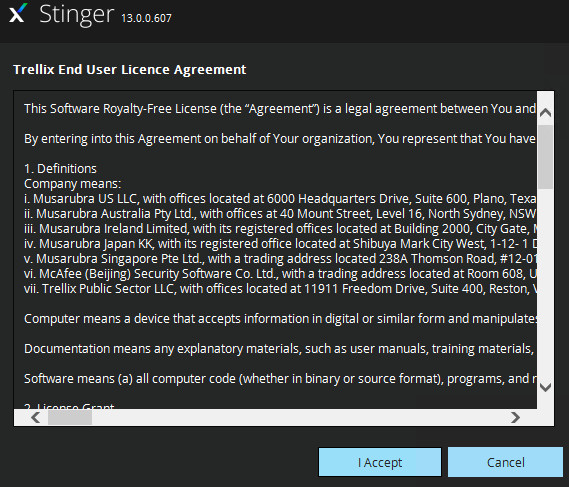 Stinger 13.0.0.607
Trellix End User Licence Agreement
This Software Royalty-Free License (the “Agreement”) is a legal agreement between You and
By entering into this Agreement on behalf of Your organization, You represent that You have
1. Definitions
Company means:
i. Musarubra US LLC, with offices located at 6000 Headquarters Drive, Suite 600, Plano, Texa
ii. Musarubra Australia Pty Ltd., with offices at 40 Mount Street, Level 16, North Sydney, NSW
iii. Musarubra Ireland Limited, with its registered offices located at Building 2000, City Gate,
iv. Musarubra Japan KK, with its registered office located at Shibuya Mark City West, 1-12- 1
v. Musarubra Singapore Pte Ltd., with a trading address located 238A Thomson Road, #12-01
vi. McAfee (Beijing) Security Software Co. Ltd., with a trading address located at Room 608,
vii. Trellix Public Sector LLC, with offices located at 11911 Freedom Drive, Suite 400, Reston,
Computer means a device that accepts information in digital or similar form and manipulates
Documentation means any explanatory materials, such as user manuals, training materials,
Software means (a) all computer code (whether in binary or source format), programs, and
2. License Grant
I Accept
Cancel